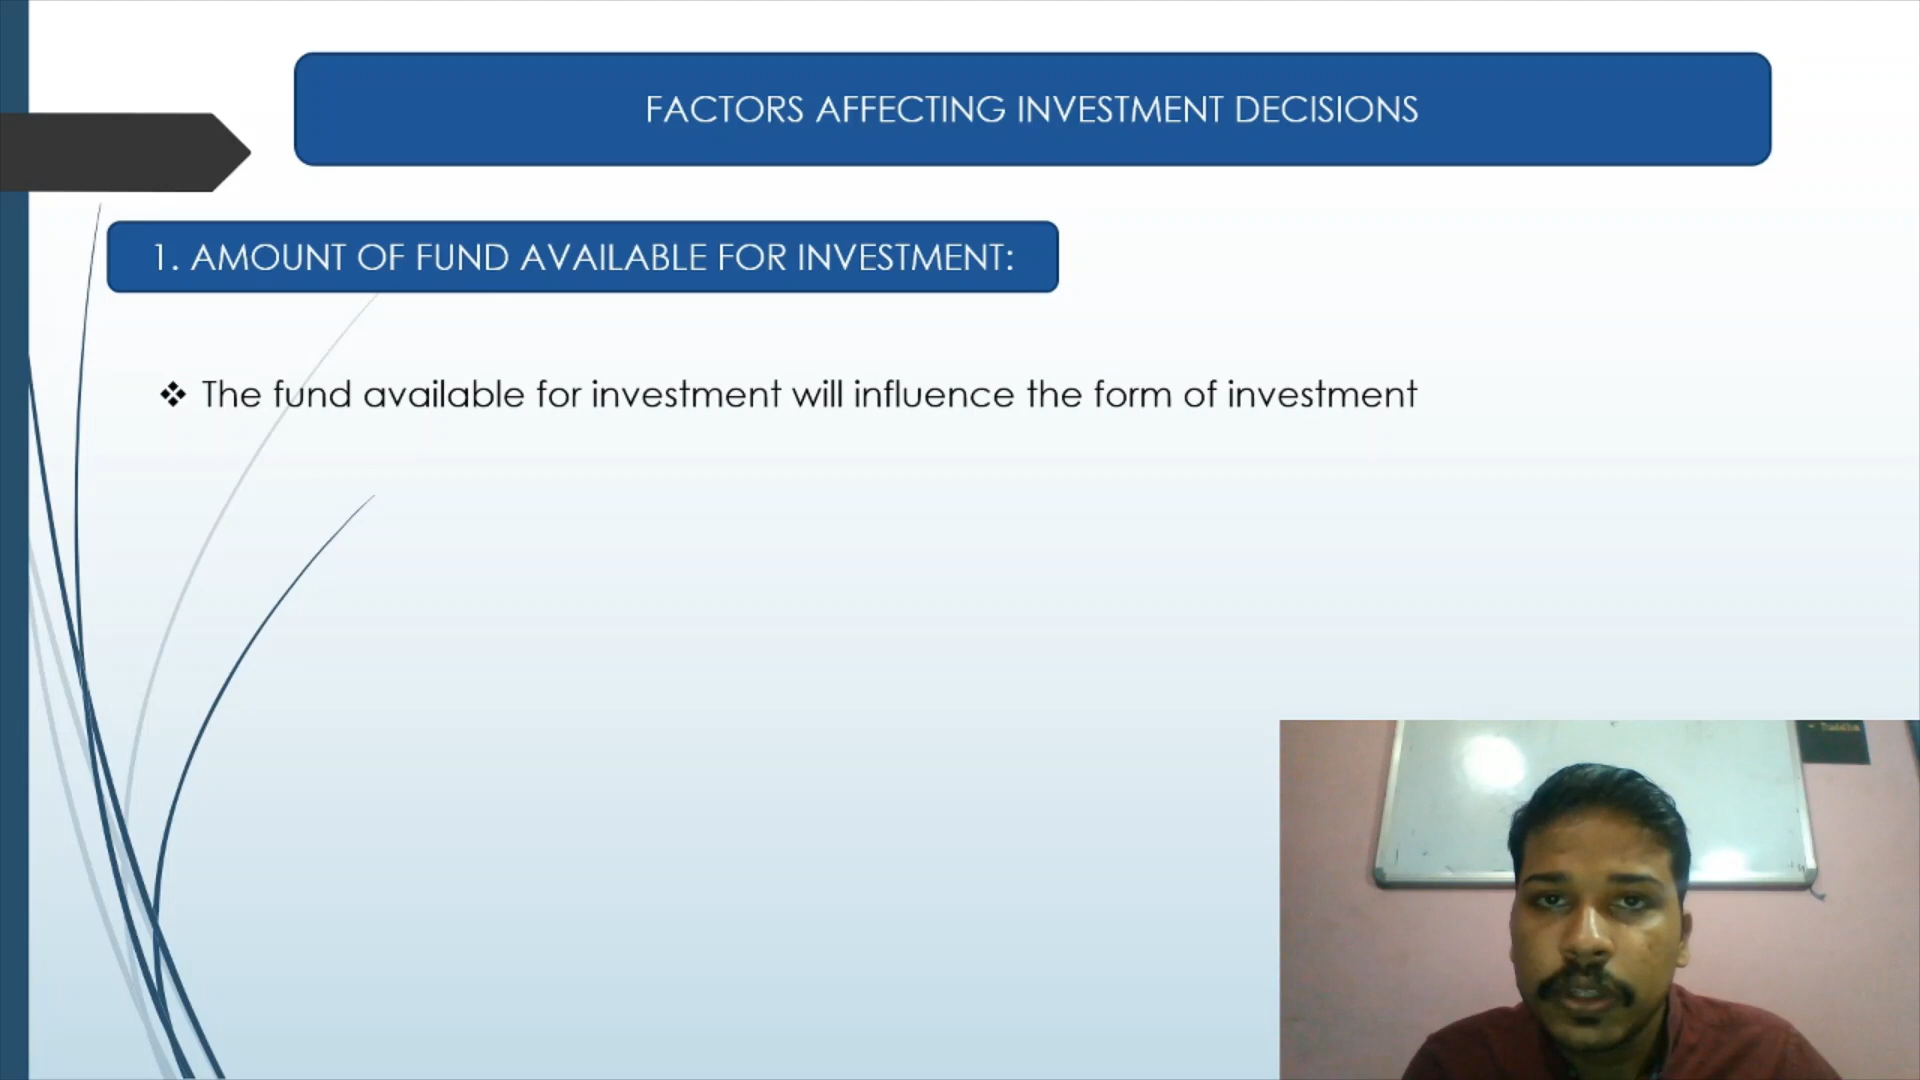 FACTORS AFFECTING INVESTMENT DECISIONS
1. AMOUNT OF FUND AVAILABLE FOR INVESTMENT:
❖ The fund available for investment will influence the form of investment